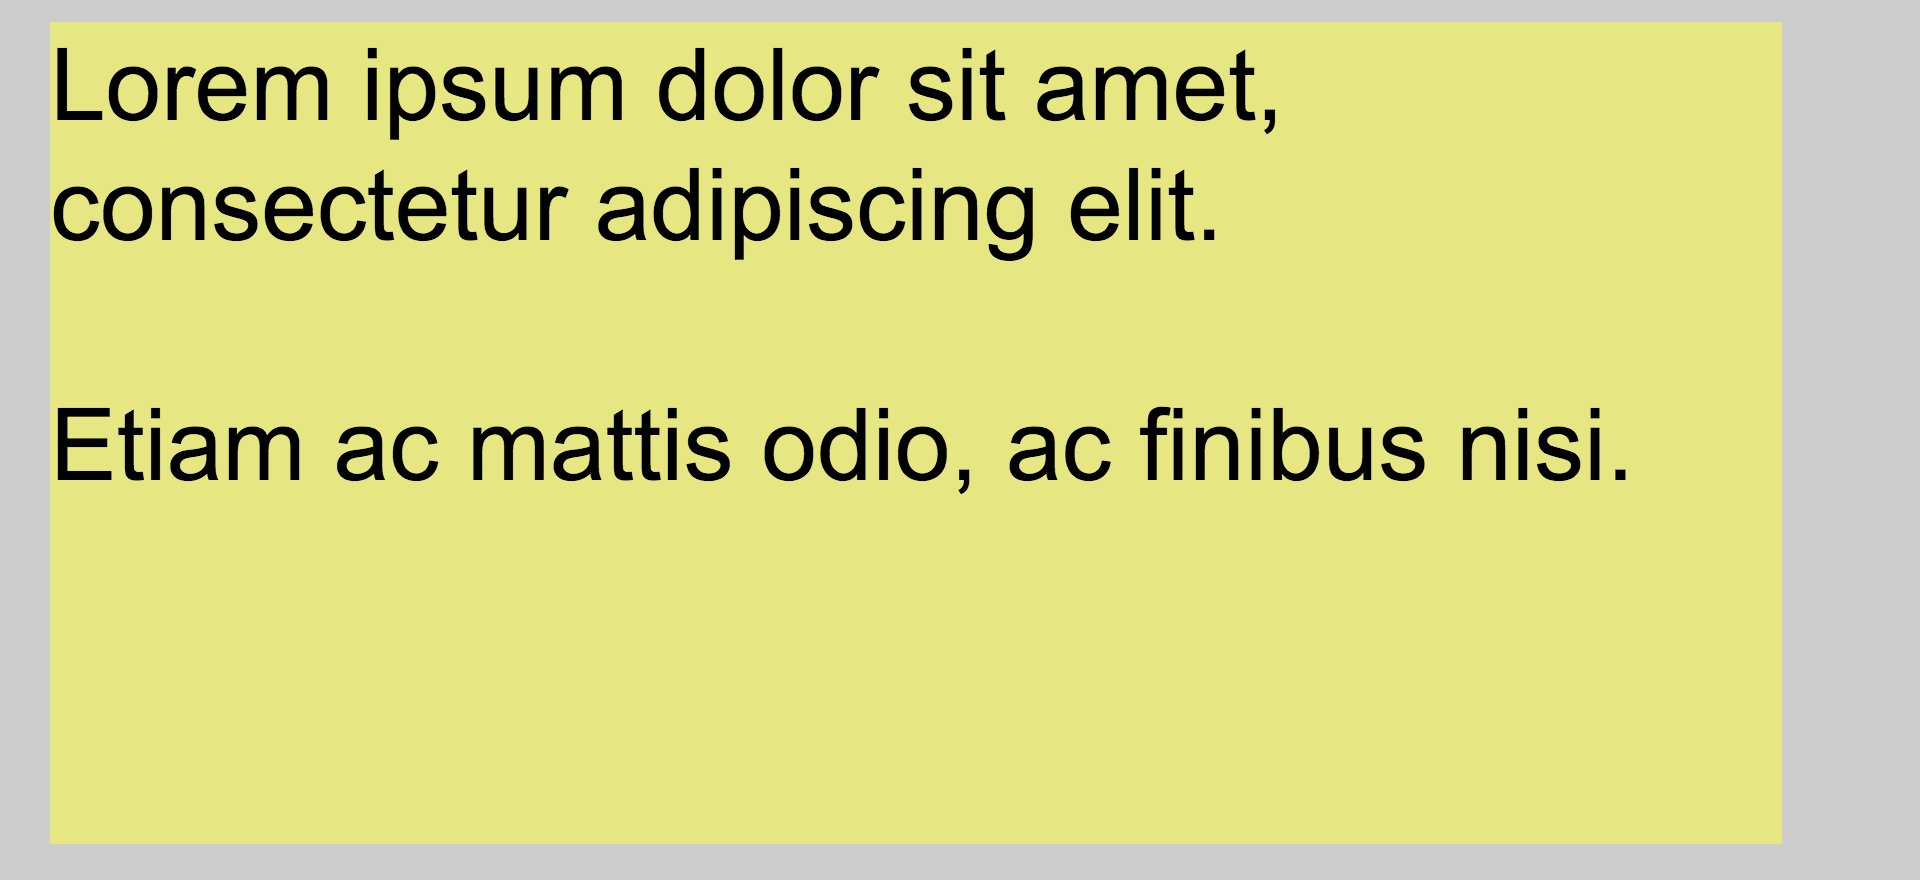 Lorem ipsum dolor sit amet,
consectetur adipiscing elit.
Etiam ac mattis odio, ac finibus nisi.